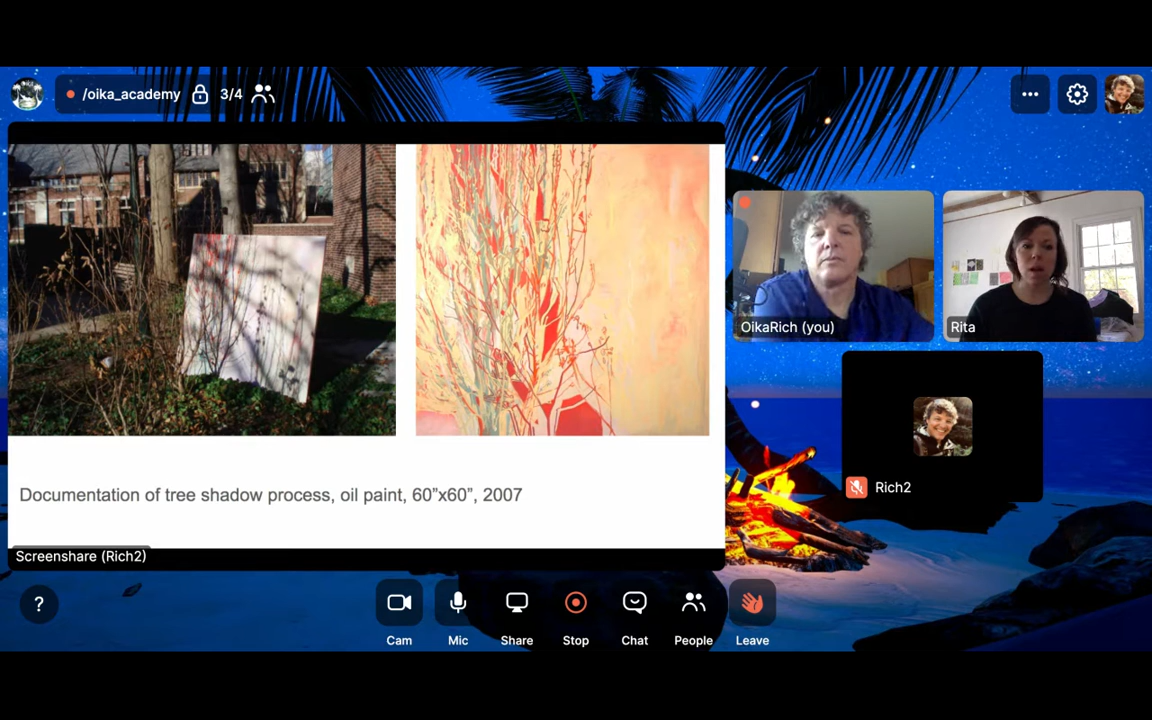 /oika_academy 3/4
OikaRich (you)
Rita
Rich2
Documentation of tree shadow process, oil paint, 60”x60”, 2007
Screenshare (Rich2)
?
Cam Mic Share Stop Chat People Leave